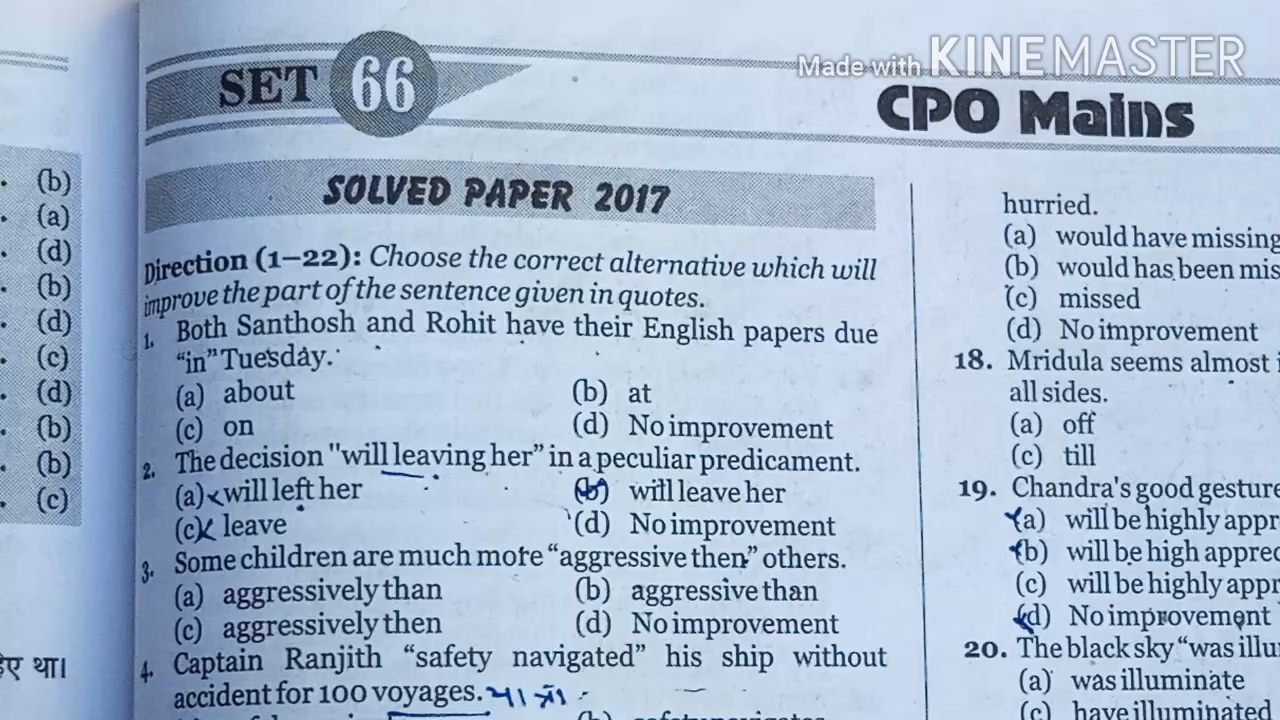 Made with KINEMASTER
SET 66
CPO Mains
(b)
(a)
(d)
(b)
(d)
(c)
(d)
(b)
(b)
(c)
था।
SOLVED PAPER 2017
Direction (1–22): Choose the correct alternative which will
improve the part of the sentence given in quotes.
1. Both Santhosh and Rohit have their English papers due
“in” Tuesday.
(a) about (b) at
(c) on (d) No improvement
2. The decision "will leaving her” in a peculiar predicament.
(a) will left her (b) will leave her
(c) leave (d) No improvement
3. Some children are much more “aggressive then” others.
(a) aggressively than (b) aggressive than
(c) aggressively then (d) No improvement
4. Captain Ranjith “safety navigated” his ship without
accident for 100 voyages.
hurried.
(a) would have missing
(b) would has been mis
(c) missed
(d) No improvement
18. Mridula seems almost
all sides.
(a) off
(c) till
19. Chandra's good gesture
(a) will be highly appr
(b) will be high apprec
(c) will be highly appr
(d) No improvement
20. The black sky “was illu
(a) was illuminate
(c) have illuminated